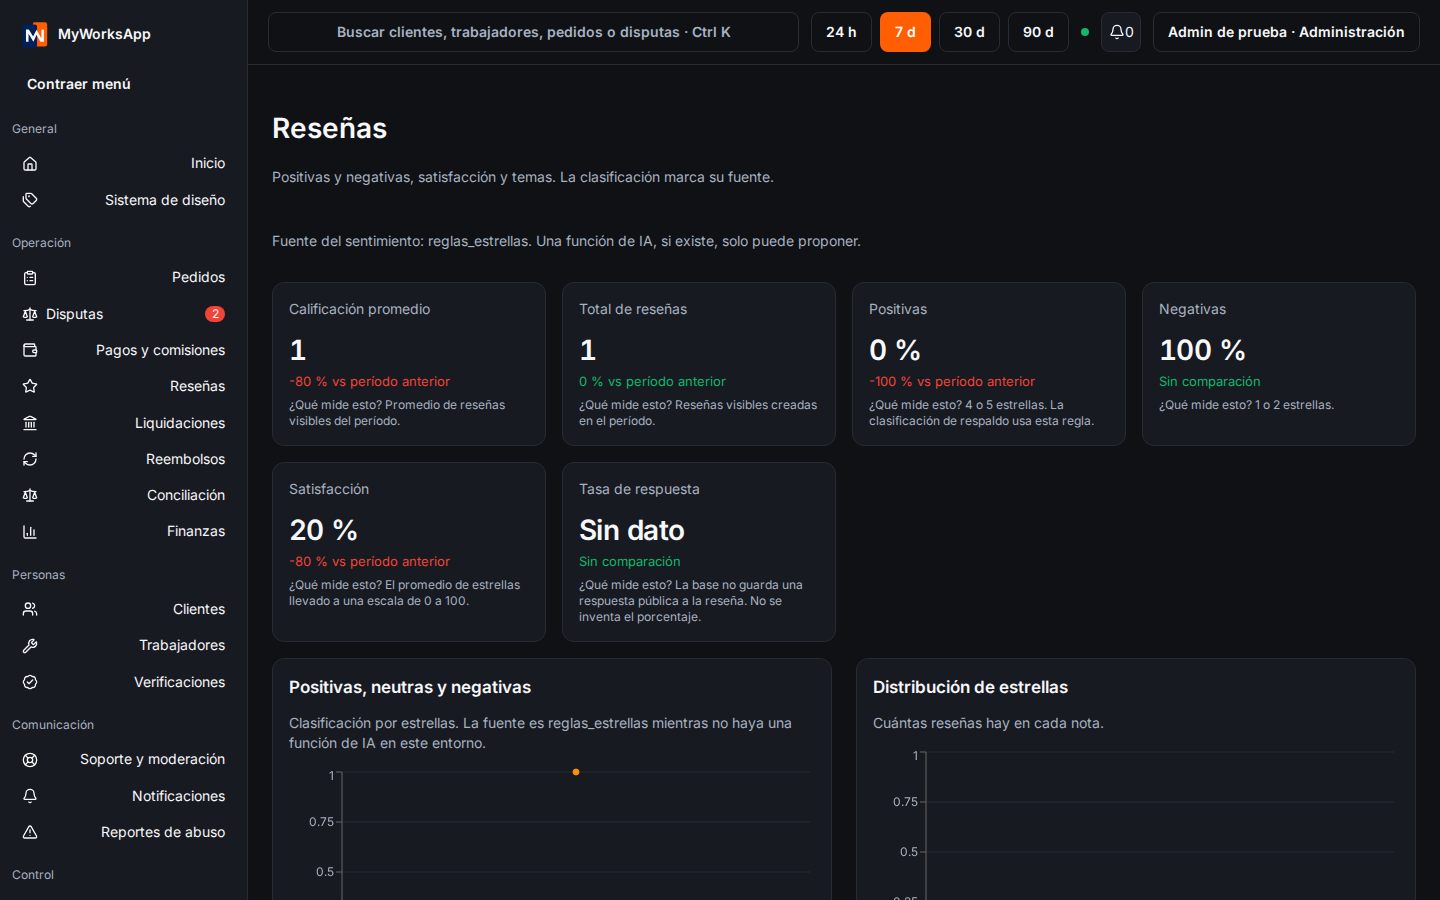 MyWorksApp
Contraer menú
General
Inicio
Sistema de diseño
Operación
Pedidos
Disputas 2
Pagos y comisiones
Reseñas
Liquidaciones
Reembolsos
Conciliación
Finanzas
Personas
Clientes
Trabajadores
Verificaciones
Comunicación
Soporte y moderación
Notificaciones
Reportes de abuso
Control
Buscar clientes, trabajadores, pedidos o disputas · Ctrl K
24 h
7 d
30 d
90 d
0
Admin de prueba · Administración
Reseñas
Positivas y negativas, satisfacción y temas. La clasificación marca su fuente.
Fuente del sentimiento: reglas_estrellas. Una función de IA, si existe, solo puede proponer.
Calificación promedio
1
-80 % vs período anterior
¿Qué mide esto? Promedio de reseñas
visibles del período.
Total de reseñas
1
0 % vs período anterior
¿Qué mide esto? Reseñas visibles creadas
en el período.
Positivas
0 %
-100 % vs período anterior
¿Qué mide esto? 4 o 5 estrellas. La
clasificación de respaldo usa esta regla.
Negativas
100 %
Sin comparación
¿Qué mide esto? 1 o 2 estrellas.
Satisfacción
20 %
-80 % vs período anterior
¿Qué mide esto? El promedio de estrellas
llevado a una escala de 0 a 100.
Tasa de respuesta
Sin dato
Sin comparación
¿Qué mide esto? La base no guarda una
respuesta pública a la reseña. No se
inventa el porcentaje.
Positivas, neutras y negativas
Clasificación por estrellas. La fuente es reglas_estrellas mientras no haya una
función de IA en este entorno.
1
0.75
0.5
Distribución de estrellas
Cuántas reseñas hay en cada nota.
1
0.75
0.5